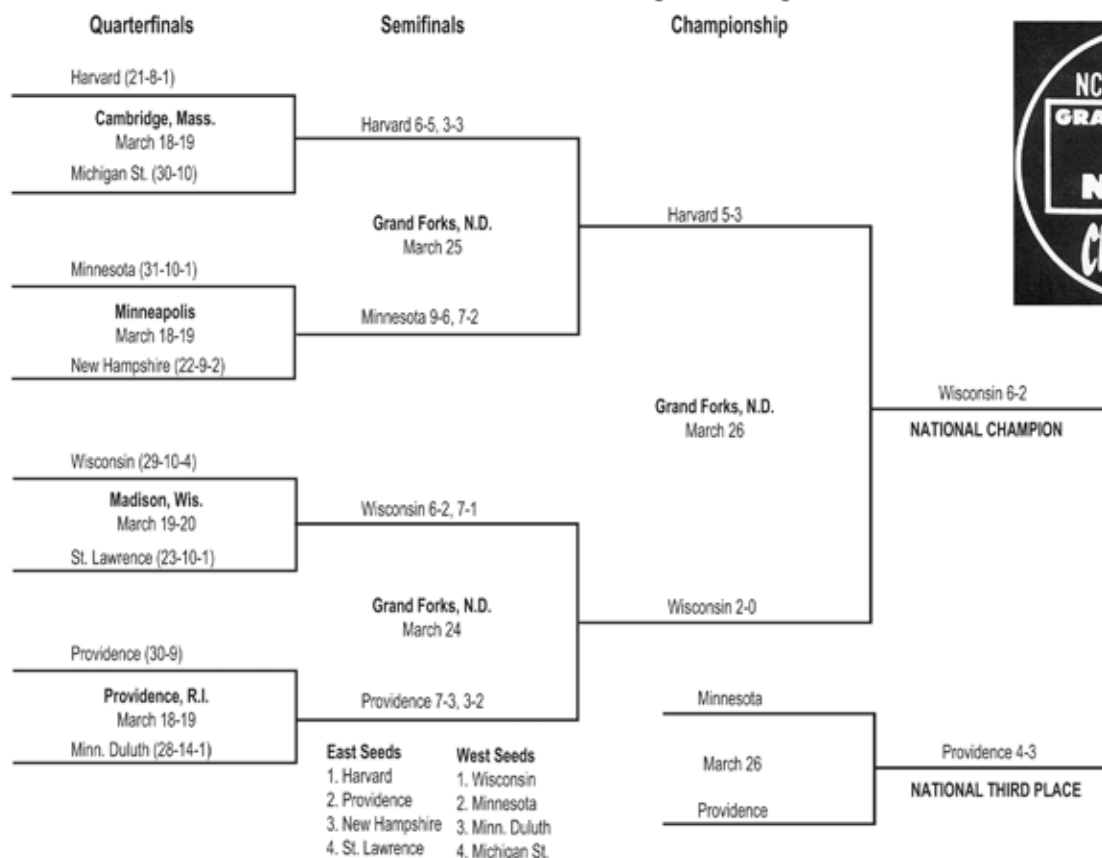 Quarterfinals
Semifinals
Championship
Harvard (21-8-1)
Cambridge, Mass.
March 18-19
Michigan St. (30-10)
Harvard 6-5, 3-3
Grand Forks, N.D.
March 25
Minnesota (31-10-1)
Minneapolis
March 18-19
New Hampshire (22-9-2)
Minnesota 9-6, 7-2
Harvard 5-3
Grand Forks, N.D.
March 26
Wisconsin 6-2
NATIONAL CHAMPION
Wisconsin (29-10-4)
Madison, Wis.
March 19-20
St. Lawrence (23-10-1)
Wisconsin 6-2, 7-1
Grand Forks, N.D.
March 24
Wisconsin 2-0
Providence (30-9)
Providence, R.I.
March 18-19
Minn. Duluth (28-14-1)
Providence 7-3, 3-2
East Seeds
1. Harvard
2. Providence
3. New Hampshire
4. St. Lawrence
West Seeds
1. Wisconsin
2. Minnesota
3. Minn. Duluth
4. Michigan St.
Minnesota
March 26
Providence
Providence 4-3
NATIONAL THIRD PLACE
NC
GRA
N